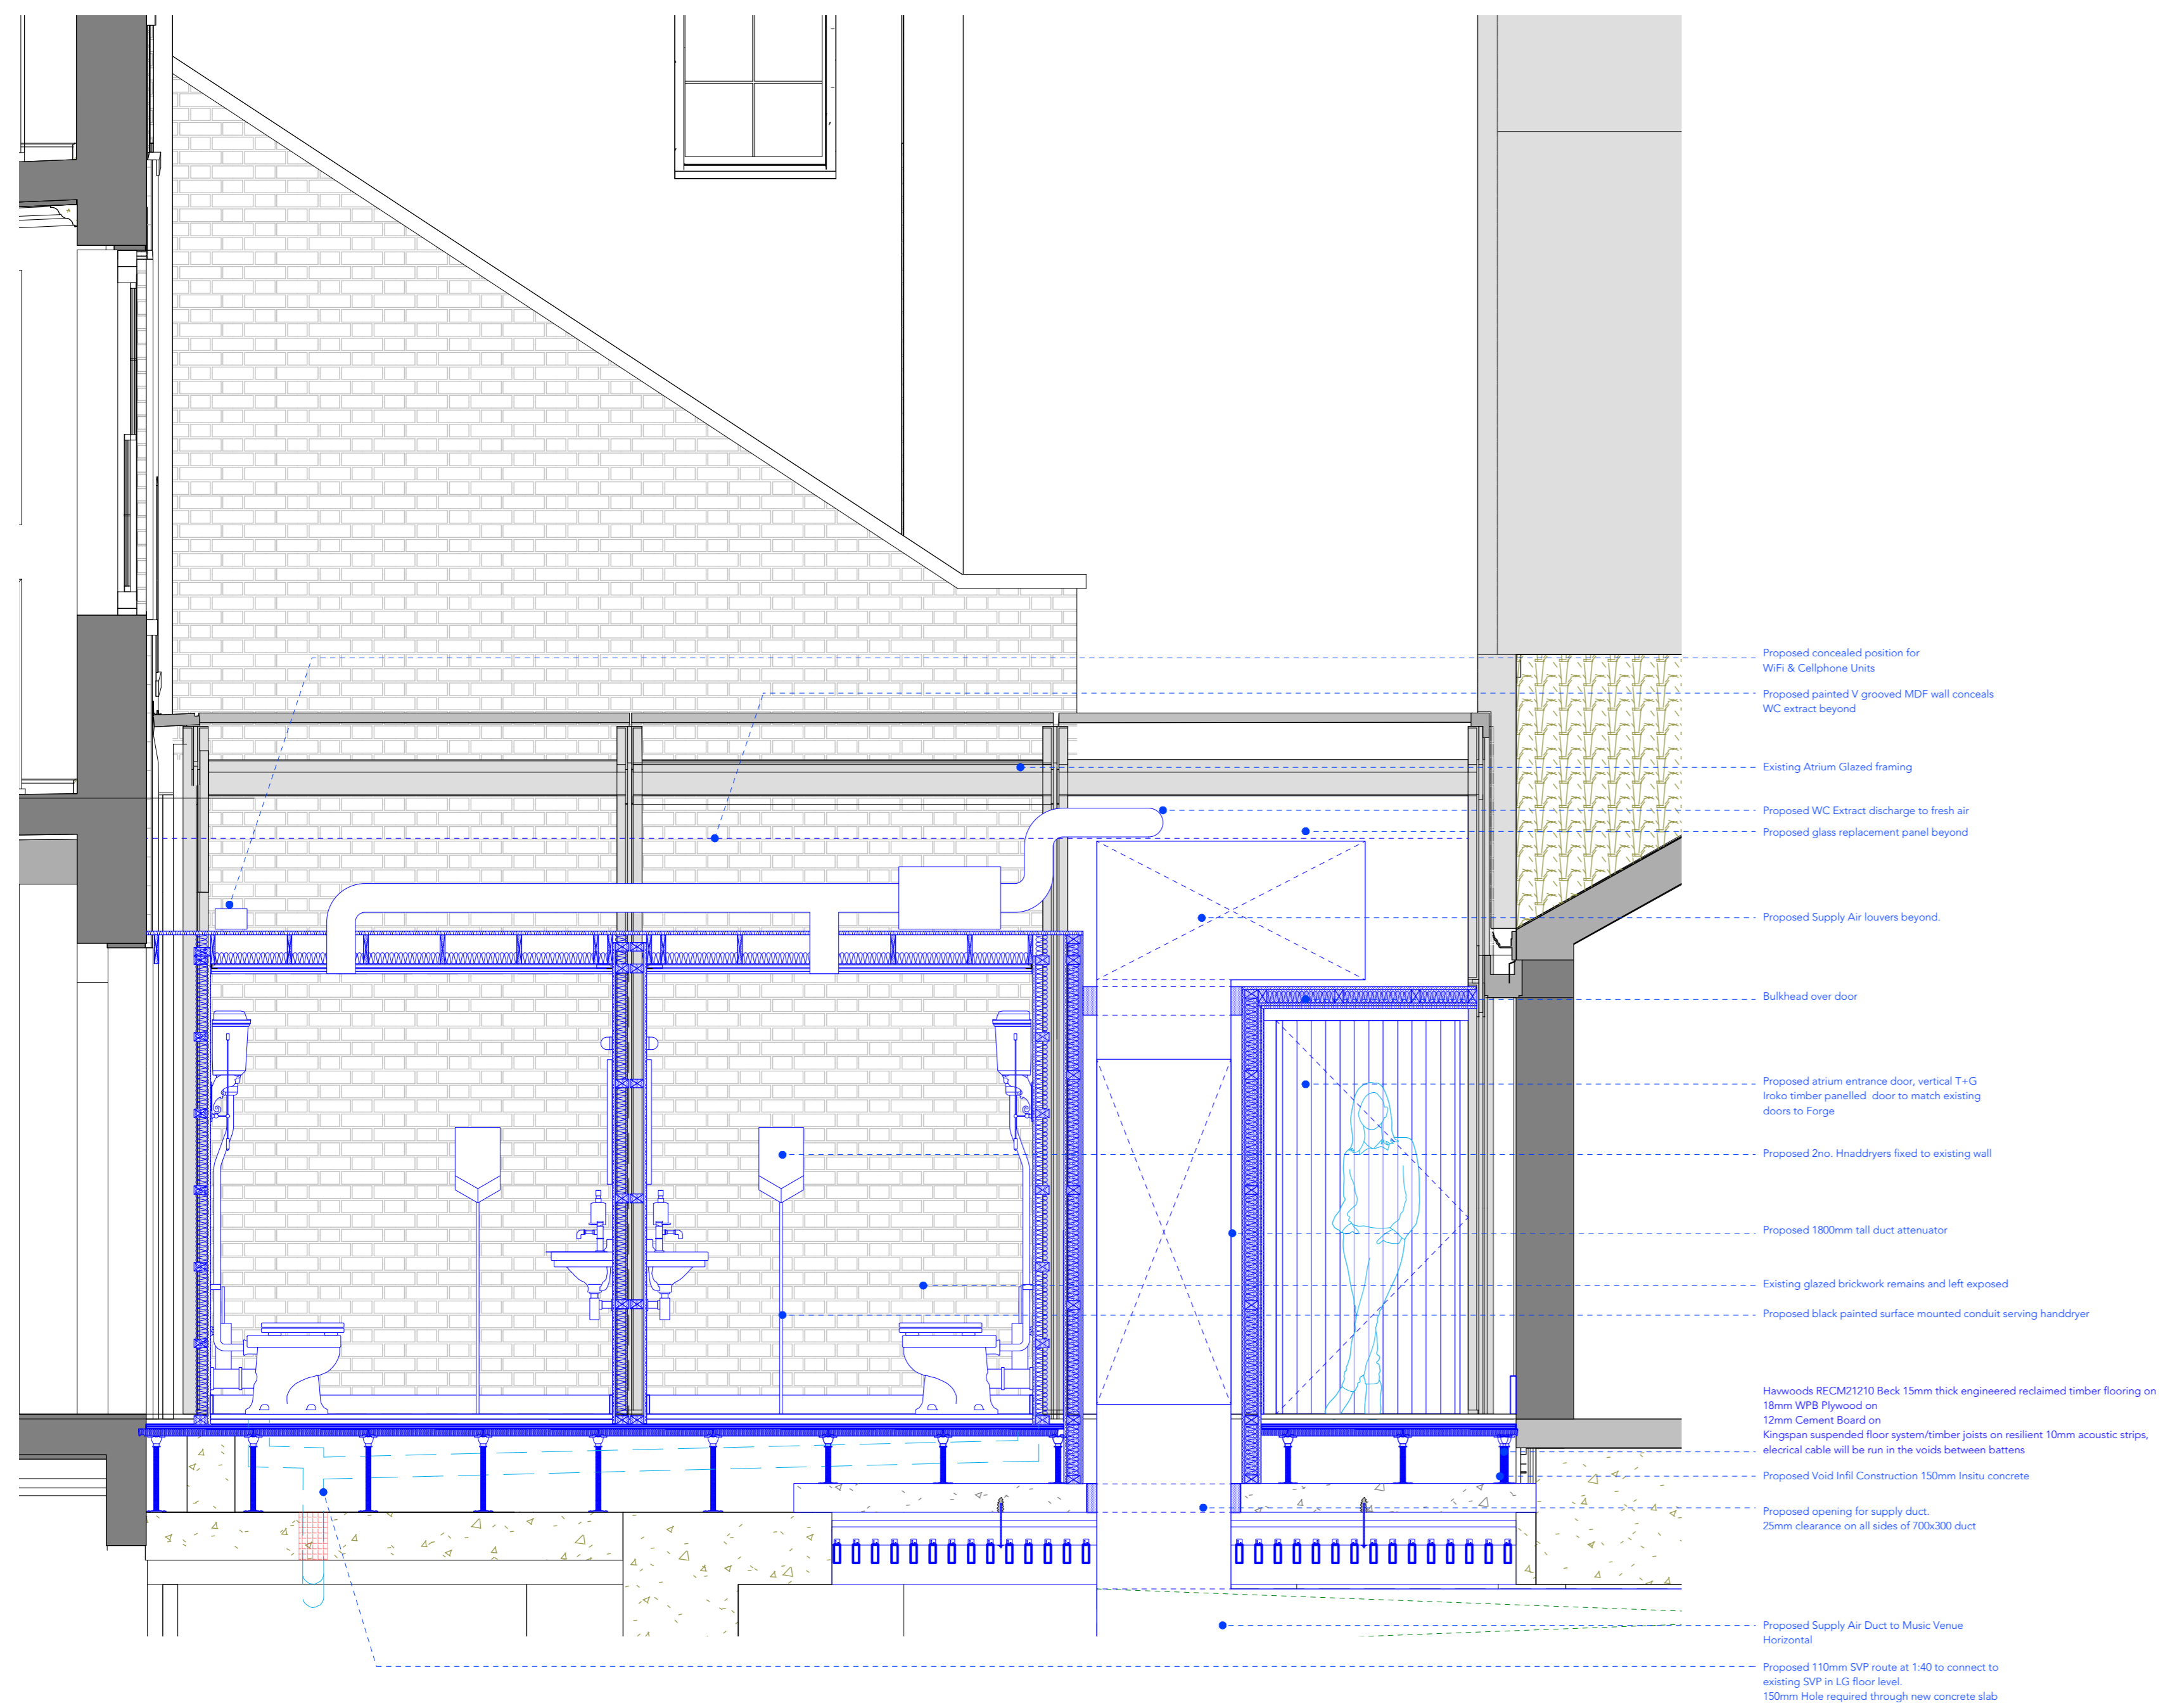 Proposed concealed position for
WiFi & Cellphone Units
Proposed painted V grooved MDF wall conceals
WC extract beyond
Existing Atrium Glazed framing
Proposed WC Extract discharge to fresh air
Proposed glass replacement panel beyond
Proposed Supply Air louvers beyond.
Bulkhead over door
Proposed atrium entrance door, vertical T+G
Iroko timber panelled door to match existing
doors to Forge
Proposed 2no. Hnaddryers fixed to existing wall
Proposed 1800mm tall duct attenuator
Existing glazed brickwork remains and left exposed
Proposed black painted surface mounted conduit serving handdryer
Havwoods RECM21210 Beck 15mm thick engineered reclaimed timber flooring on
18mm WPB Plywood on
12mm Cement Board on
Kingspan suspended floor system/timber joists on resilient 10mm acoustic strips,
elecrical cable will be run in the voids between battens
Proposed Void Infil Construction 150mm Insitu concrete
Proposed opening for supply duct.
25mm clearance on all sides of 700x300 duct
Proposed Supply Air Duct to Music Venue
Horizontal
Proposed 110mm SVP route at 1:40 to connect to
existing SVP in LG floor level.
150mm Hole required through new concrete slab